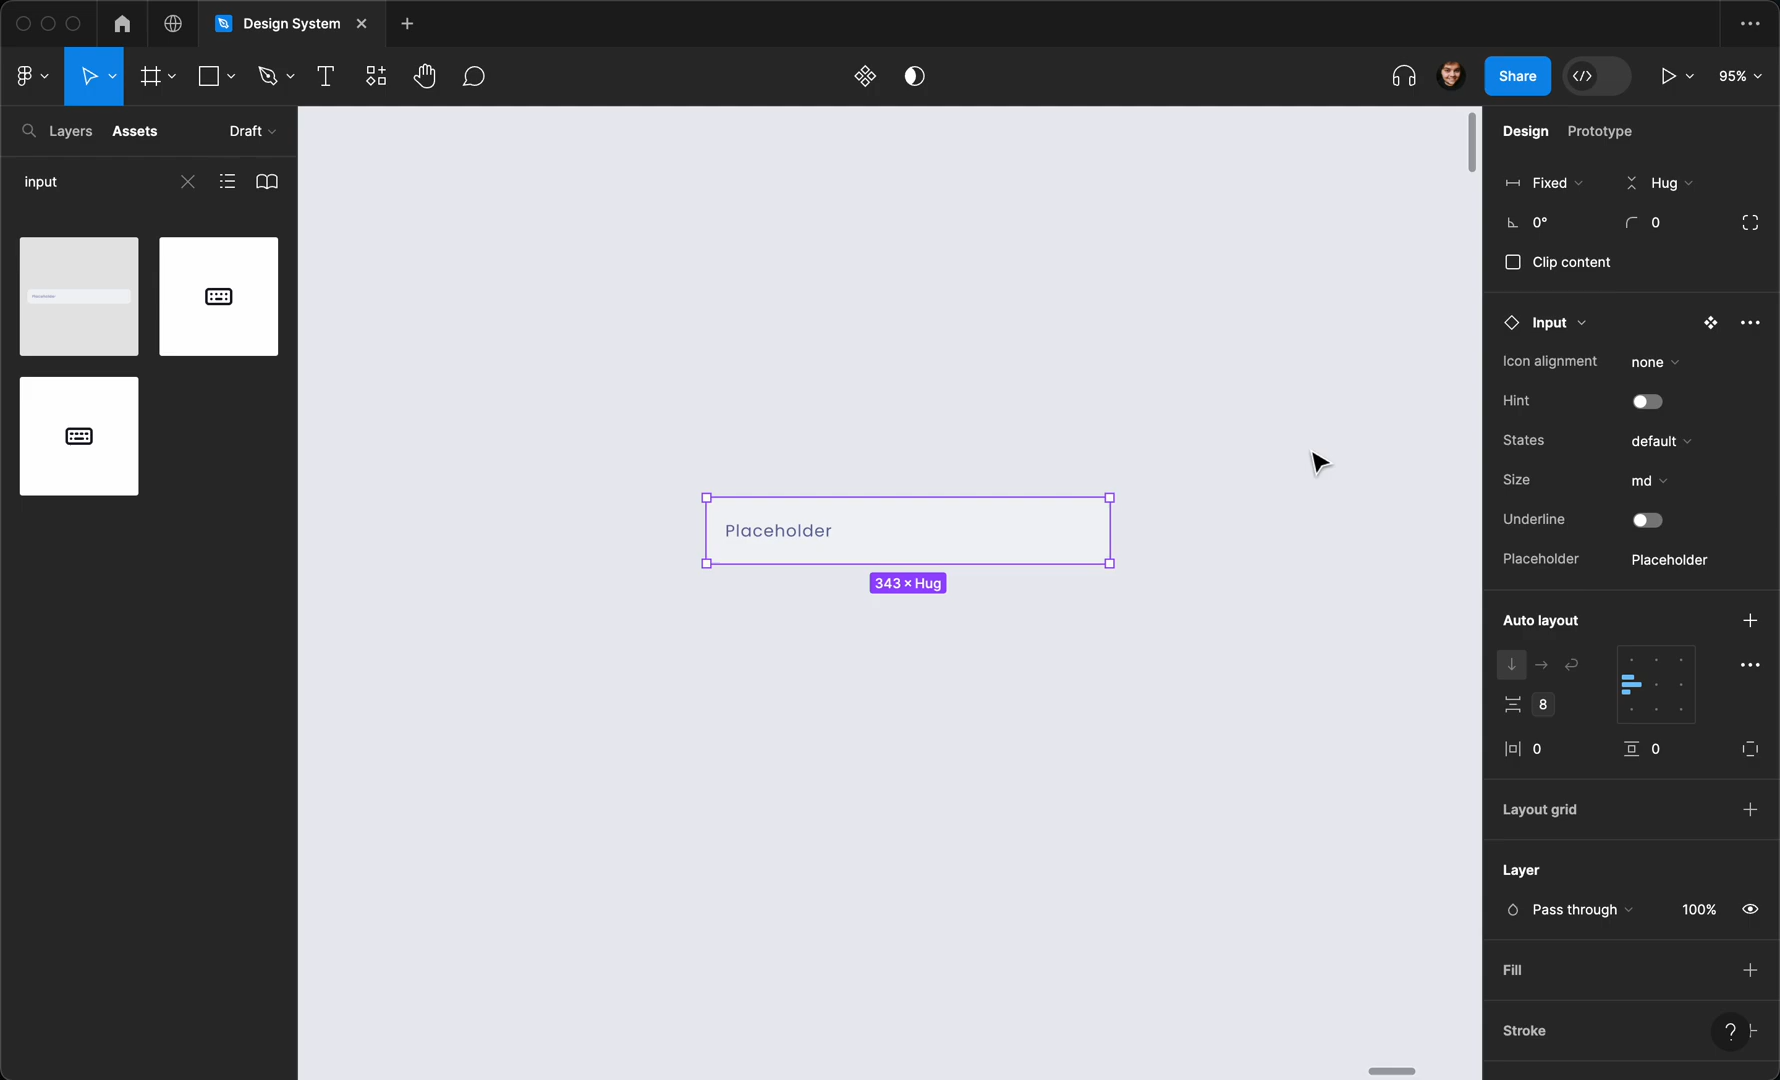 Design System
Share
95%
Layers
Assets
Draft
Design
Prototype
input
Fixed
Hug
0°
0
Clip content
Placeholder
Input
Icon alignment
none
Hint
States
default
Placeholder
343 × Hug
Size
md
Underline
Placeholder
Placeholder
Auto layout
8
0
0
Layout grid
Layer
Pass through
100%
Fill
Stroke
?